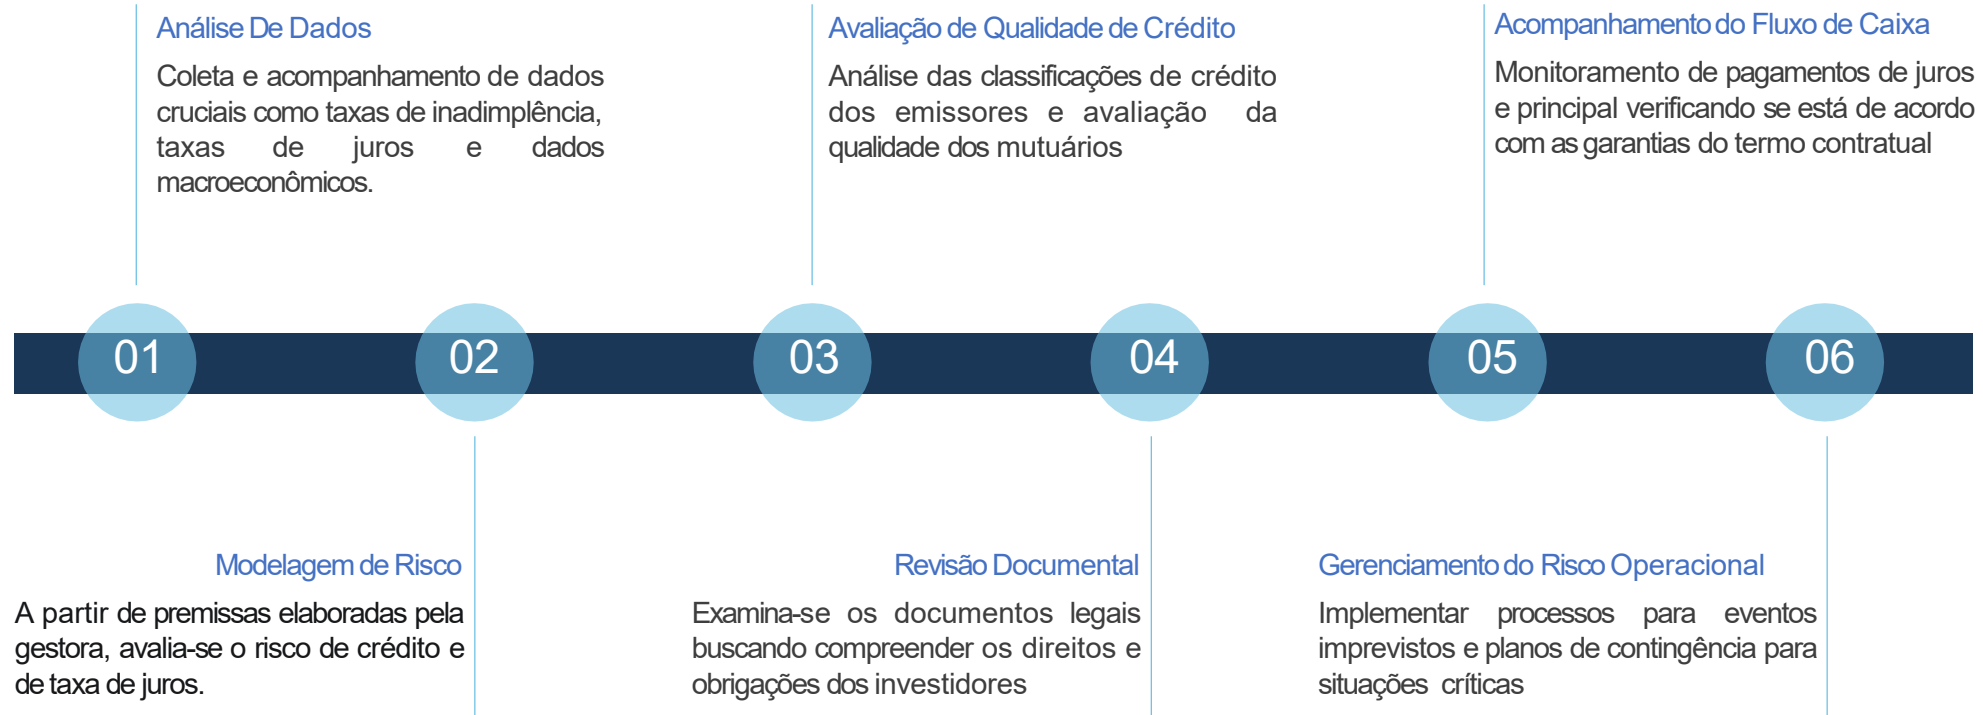 Análise De Dados
Coleta e acompanhamento de dados
cruciais como taxas de inadimplência,
taxas de juros e dados
macroeconômicos.
Avaliação de Qualidade de Crédito
Análise das classificações de crédito
dos emissores e avaliação da
qualidade dos mutuários
Acompanhamento do Fluxo de Caixa
Monitoramento de pagamentos de juros
e principal verificando se está de acordo
com as garantias do termo contratual
01
02
03
04
05
06
Modelagem de Risco
A partir de premissas elaboradas pela
gestora, avalia-se o risco de crédito e
de taxa de juros.
Revisão Documental
Examina-se os documentos legais
buscando compreender os direitos e
obrigações dos investidores
Gerenciamento do Risco Operacional
Implementar processos para eventos
imprevistos e planos de contingência para
situações críticas